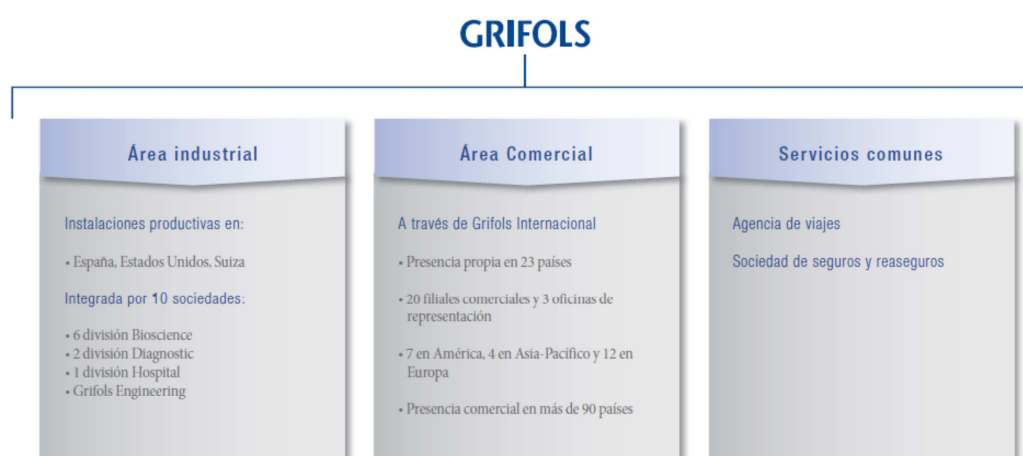 GRIFOLS
Área industrial
Instalaciones productivas en:
• España, Estados Unidos, Suiza
Integrada por 10 sociedades:
• 6 división Bioscience
• 2 división Diagnostic
• 1 división Hospital
• Grifols Engineering
Área Comercial
A través de Grifols Internacional
• Presencia propia en 23 países
• 20 filiales comerciales y 3 oficinas de
representación
• 7 en América, 4 en Asia-Pacífico y 12 en
Europa
• Presencia comercial en más de 90 países
Servicios comunes
Agencia de viajes
Sociedad de seguros y reaseguros